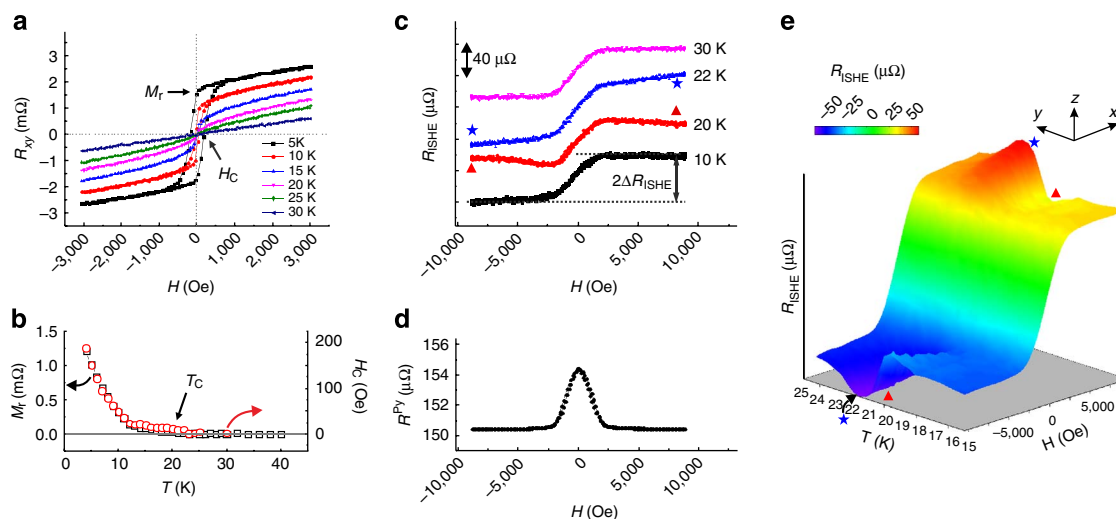 a
R_xy (mΩ)
3
2
1
0
−1
−2
−3
M_r
H_C
5K
10 K
15 K
20 K
25 K
30 K
−3,000
−2,000
−1,000
0
1,000
2,000
3,000
H (Oe)
b
M_r (mΩ)
1.5
1.0
0.5
0.0
T_C
200
100
0
H_C (Oe)
0
10
20
30
40
T (K)
c
R_ISHE (μΩ)
40 μΩ
30 K
22 K
20 K
10 K
2ΔR_ISHE
−10,000
−5,000
0
5,000
10,000
H (Oe)
d
R^Py (μΩ)
156
154
152
150
−10,000
−5,000
0
5,000
10,000
H (Oe)
e
R_ISHE (μΩ)
−50
−25
0
25
50
z
y
x
R_ISHE (μΩ)
25
24
23
22
21
20
19
18
17
16
15
T (K)
−5,000
0
5,000
H (Oe)